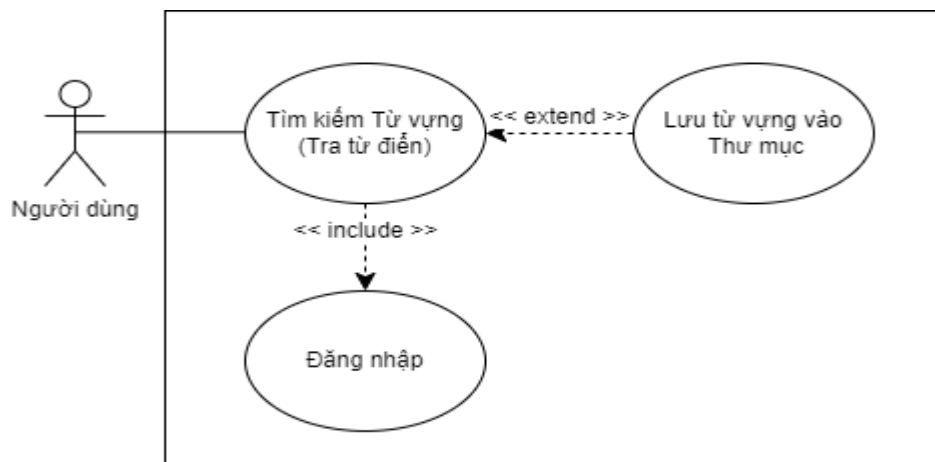 Tìm kiếm Từ vựng
(Tra từ điển)
<< extend >>
Lưu từ vựng vào
Thư mục
Người dùng
<< include >>
Đăng nhập